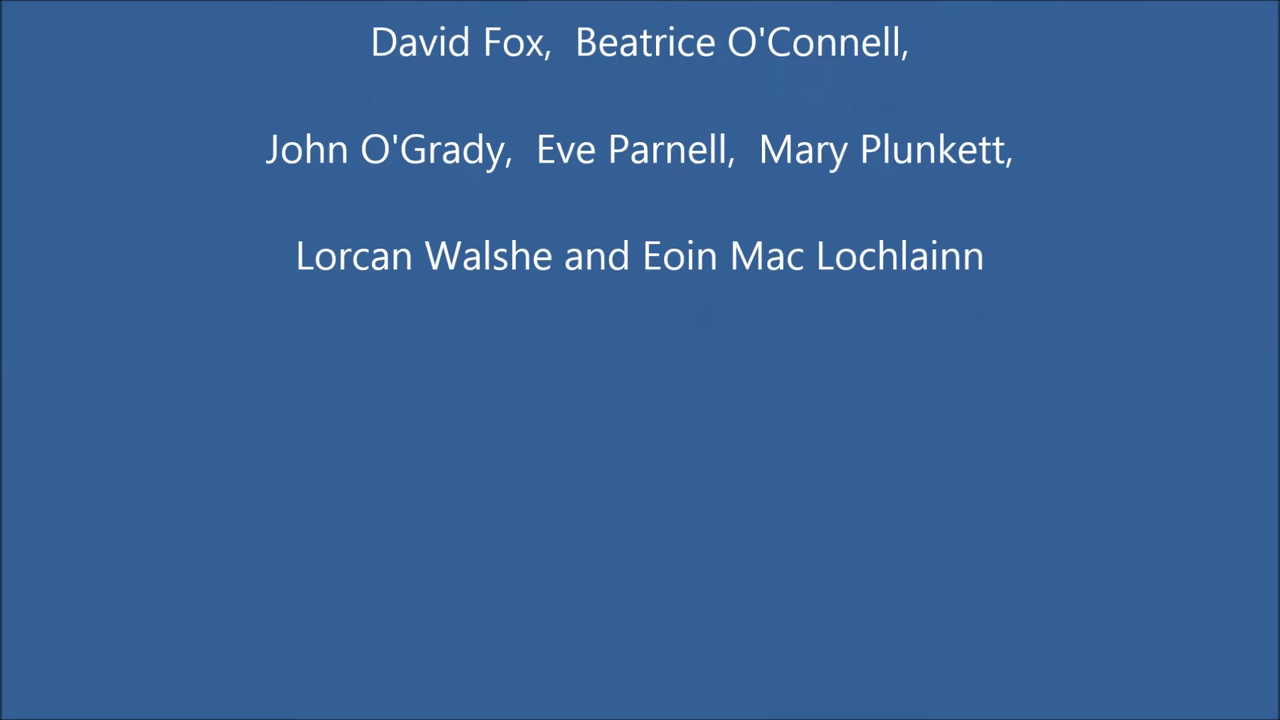 David Fox,  Beatrice O'Connell,
John O'Grady,  Eve Parnell,  Mary Plunkett,
Lorcan Walshe and Eoin Mac Lochlainn